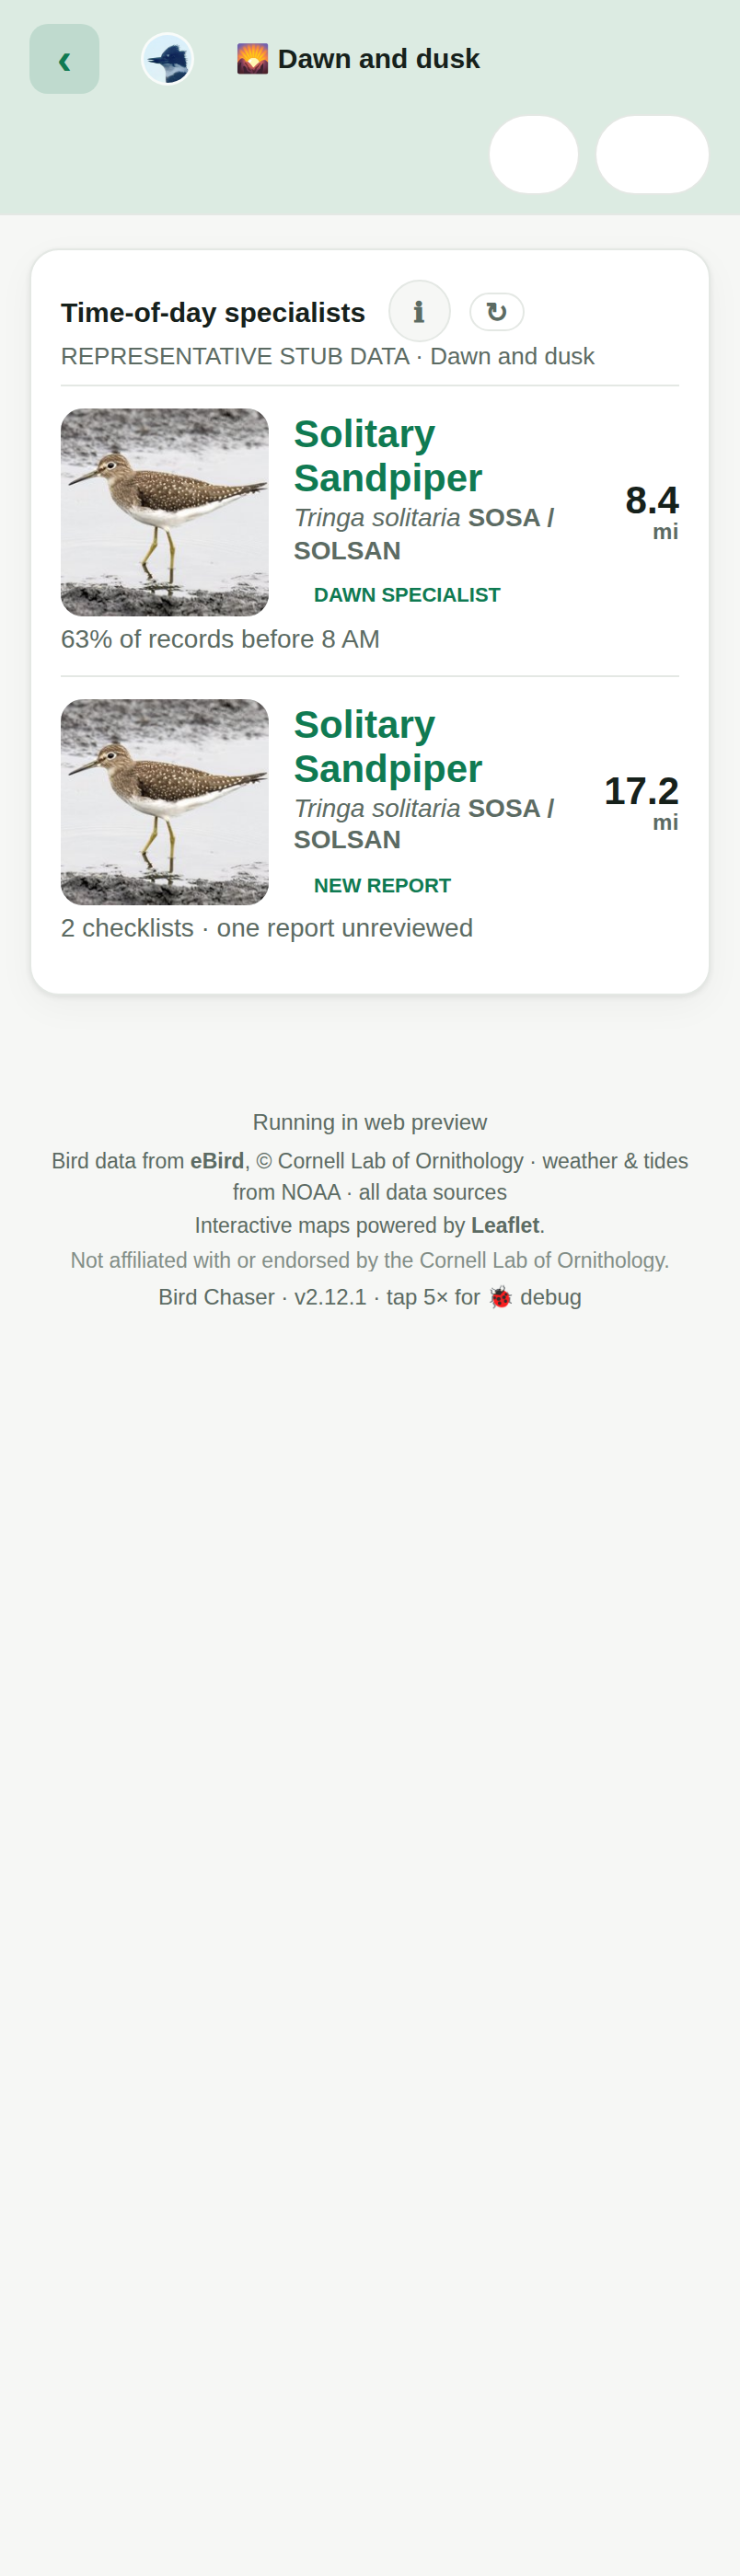 ‹ 🌄 Dawn and dusk
Time-of-day specialists ℹ ↻
REPRESENTATIVE STUB DATA · Dawn and dusk
Solitary
Sandpiper
Tringa solitaria SOSA /
SOLSAN
8.4
mi
DAWN SPECIALIST
63% of records before 8 AM
Solitary
Sandpiper
Tringa solitaria SOSA /
SOLSAN
17.2
mi
NEW REPORT
2 checklists · one report unreviewed
Running in web preview
Bird data from eBird, © Cornell Lab of Ornithology · weather & tides
from NOAA · all data sources
Interactive maps powered by Leaflet.
Not affiliated with or endorsed by the Cornell Lab of Ornithology.
Bird Chaser · v2.12.1 · tap 5× for 🐞 debug